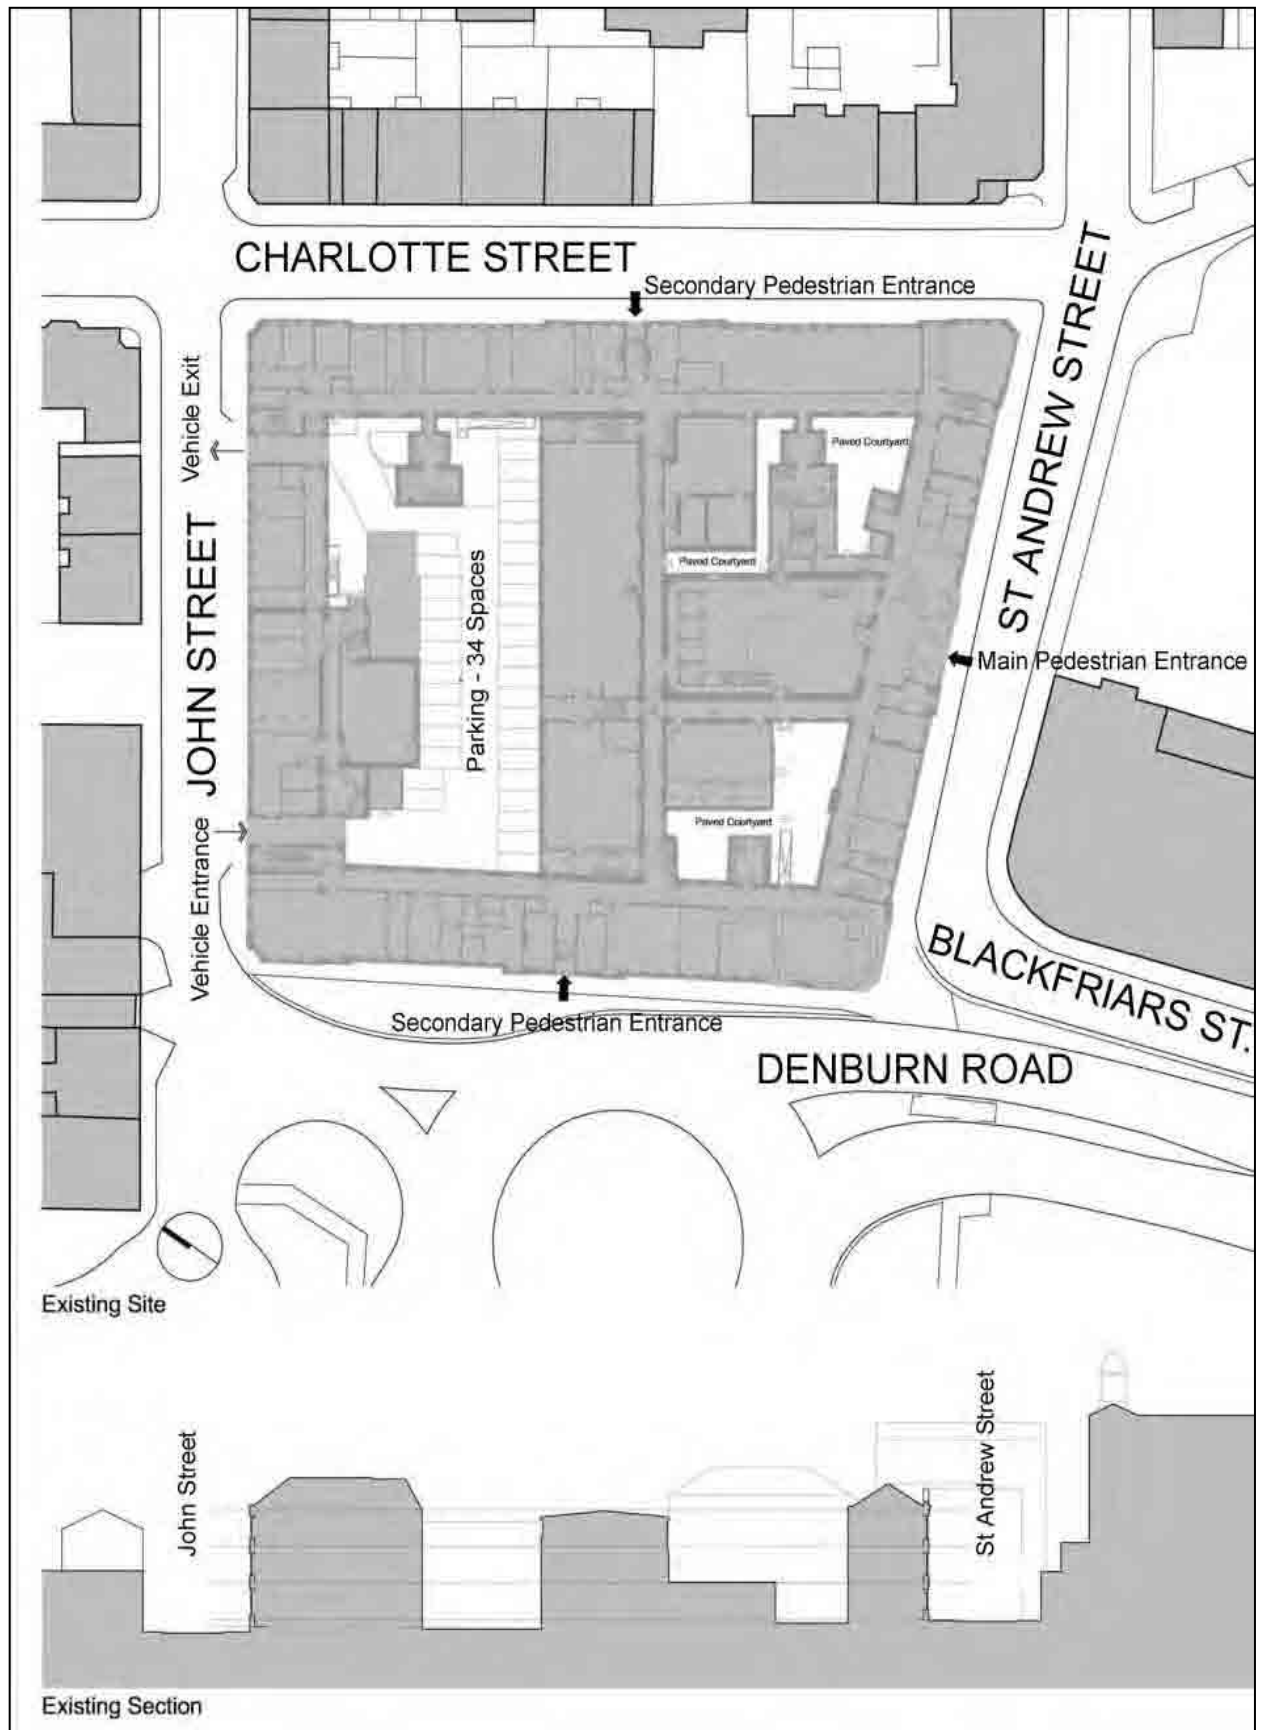 CHARLOTTE STREET
Secondary Pedestrian Entrance
ST ANDREW STREET
Vehicle Exit
Paved Courtyard
JOHN STREET
Parking - 34 Spaces
Paved Courtyard
Main Pedestrian Entrance
Vehicle Entrance
Paved Courtyard
BLACKFRIARS ST.
Secondary Pedestrian Entrance
DENBURN ROAD
Existing Site
John Street
St Andrew Street
Existing Section